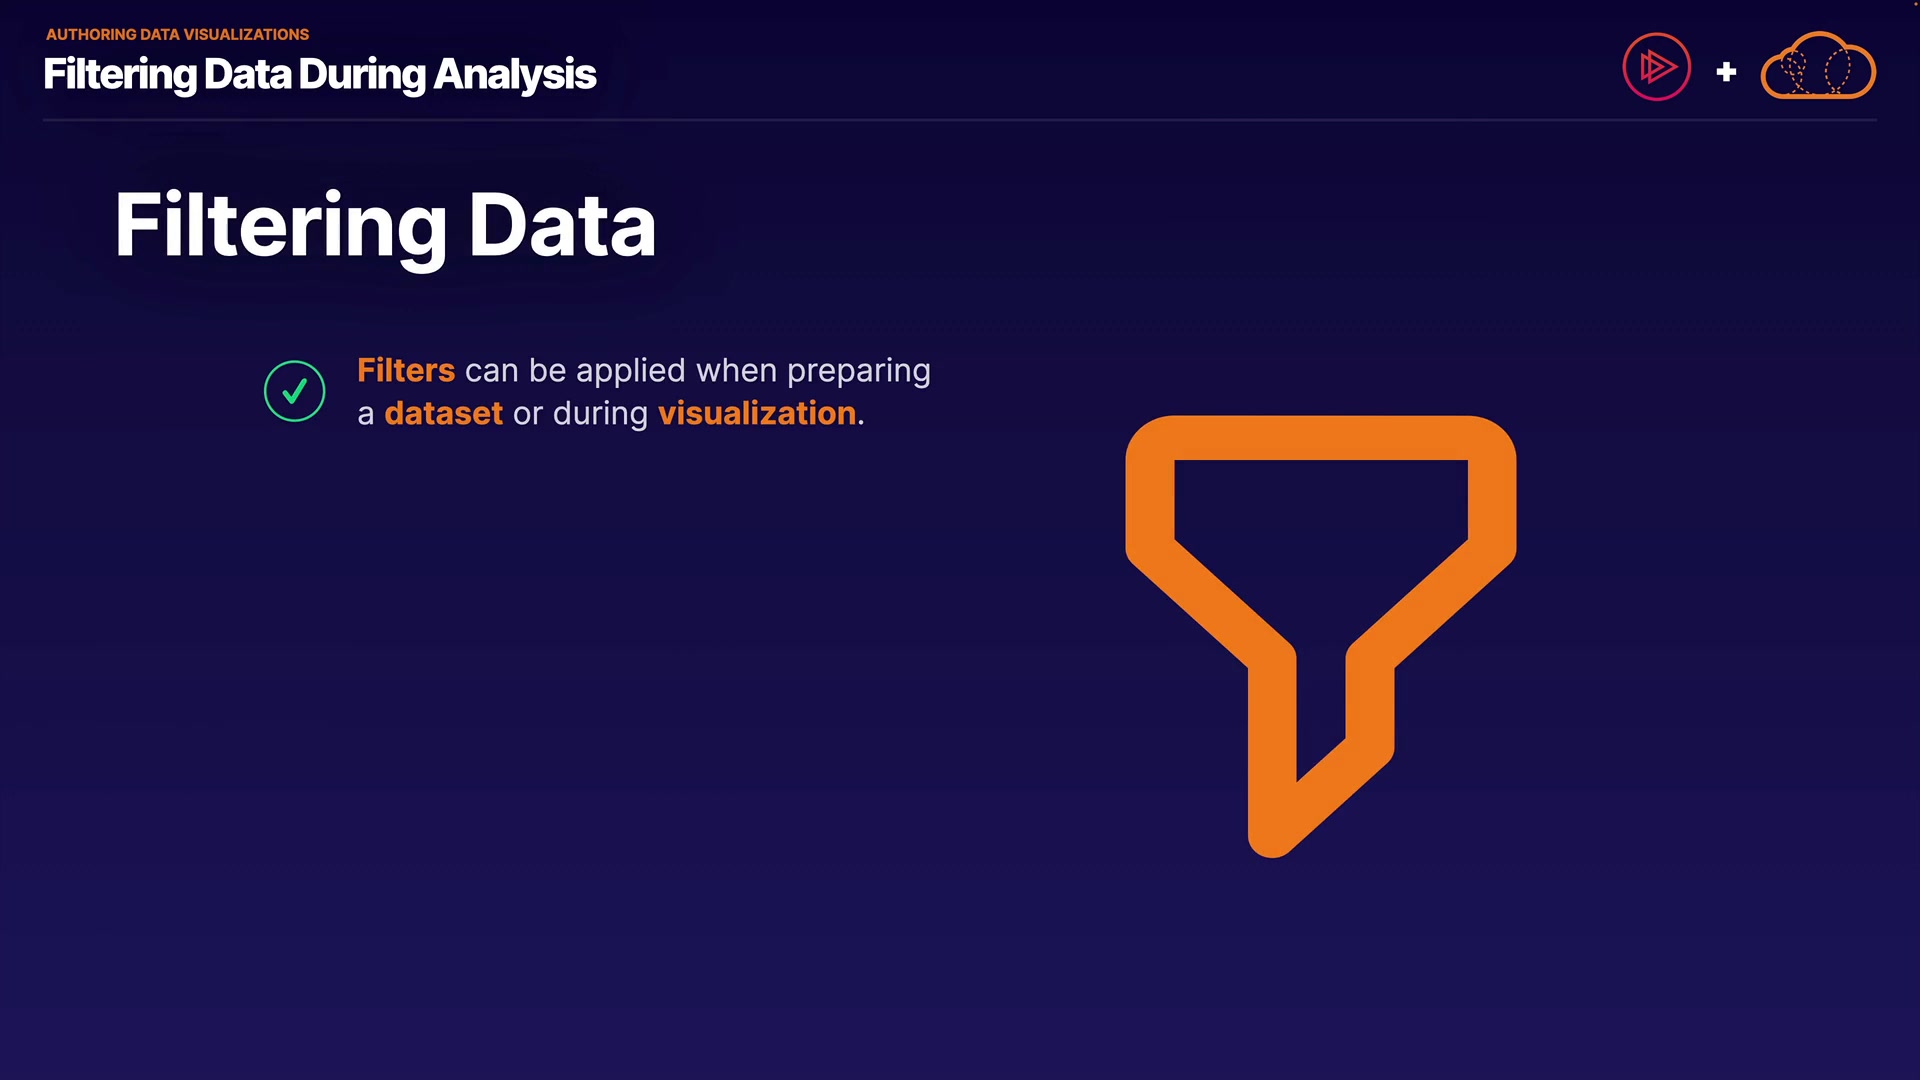 AUTHORING DATA VISUALIZATIONS
Filtering Data During Analysis
+
Filtering Data
Filters can be applied when preparing
a dataset or during visualization.